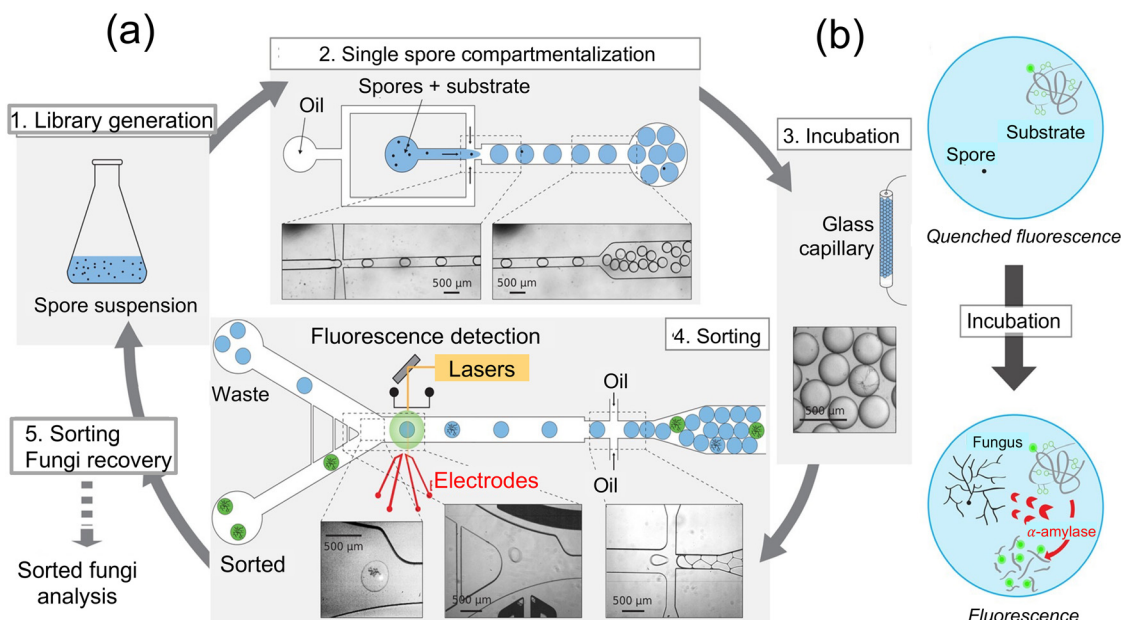 (a)
(b)
1. Library generation
Spore suspension
2. Single spore compartmentalization
Spores + substrate
Oil
500 µm
500 µm
3. Incubation
Glass
capillary
500 µm
4. Sorting
Fluorescence detection
Lasers
Waste
Oil
Oil
Electrodes
Sorted
500 µm
500 µm
500 µm
5. Sorting
Fungi recovery
Sorted fungi
analysis
Substrate
Spore
Quenched fluorescence
Incubation
Fungus
α-amylase
Fluorescence